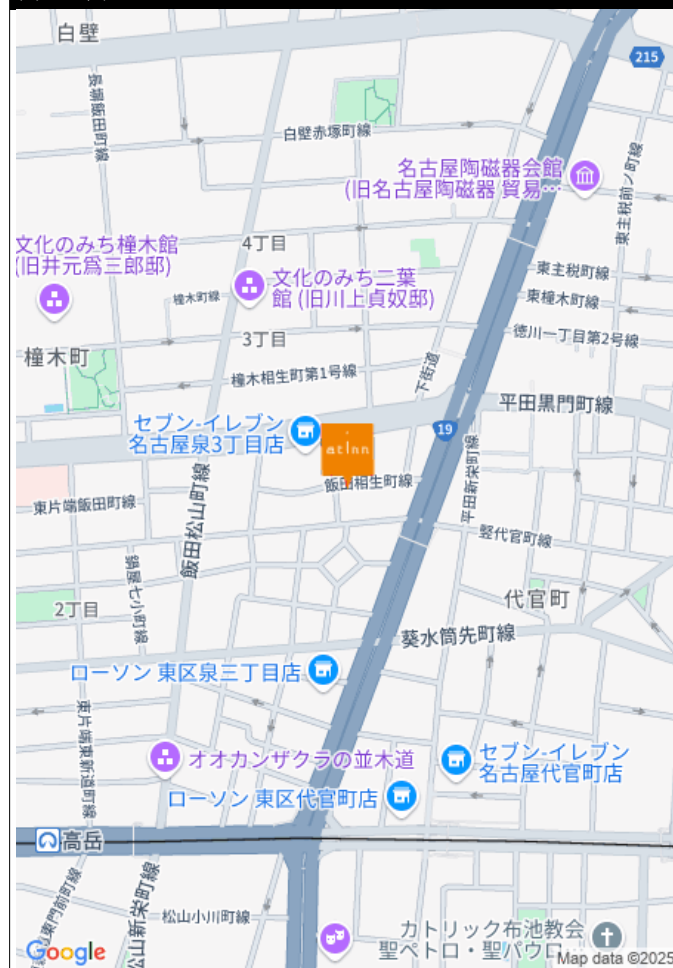 白壁
215
長塀飯田町線
白壁赤塚町線
名古屋陶磁器会館
(旧名古屋陶磁器 貿易…
東主税前ノ町線
文化のみち橦木館
(旧井元爲三郎邸)
4丁目
文化のみち二葉
館 (旧川上貞奴邸)
東主税町線
橦木町線
東橦木町線
3丁目
徳川一丁目第2号線
橦木町
橦木相生町第1号線
下街道
平田黒門町線
セブン-イレブン
名古屋泉3丁目店
19
at Inn
平田新栄町線
飯田相生町線
東片端飯田町線
飯田松山町線
竪代官町線
鍋屋七小町線
代官町
2丁目
葵水筒先町線
ローソン 東区泉三丁目店
東片端東新道町線
オオカンザクラの並木道
セブン-イレブン
名古屋代官町店
ローソン 東区代官町店
高岳
東門前町線
松山新栄町線
松山小川町線
カトリック布池教会
聖ペトロ・聖パウロ…
Google
Map data ©2025